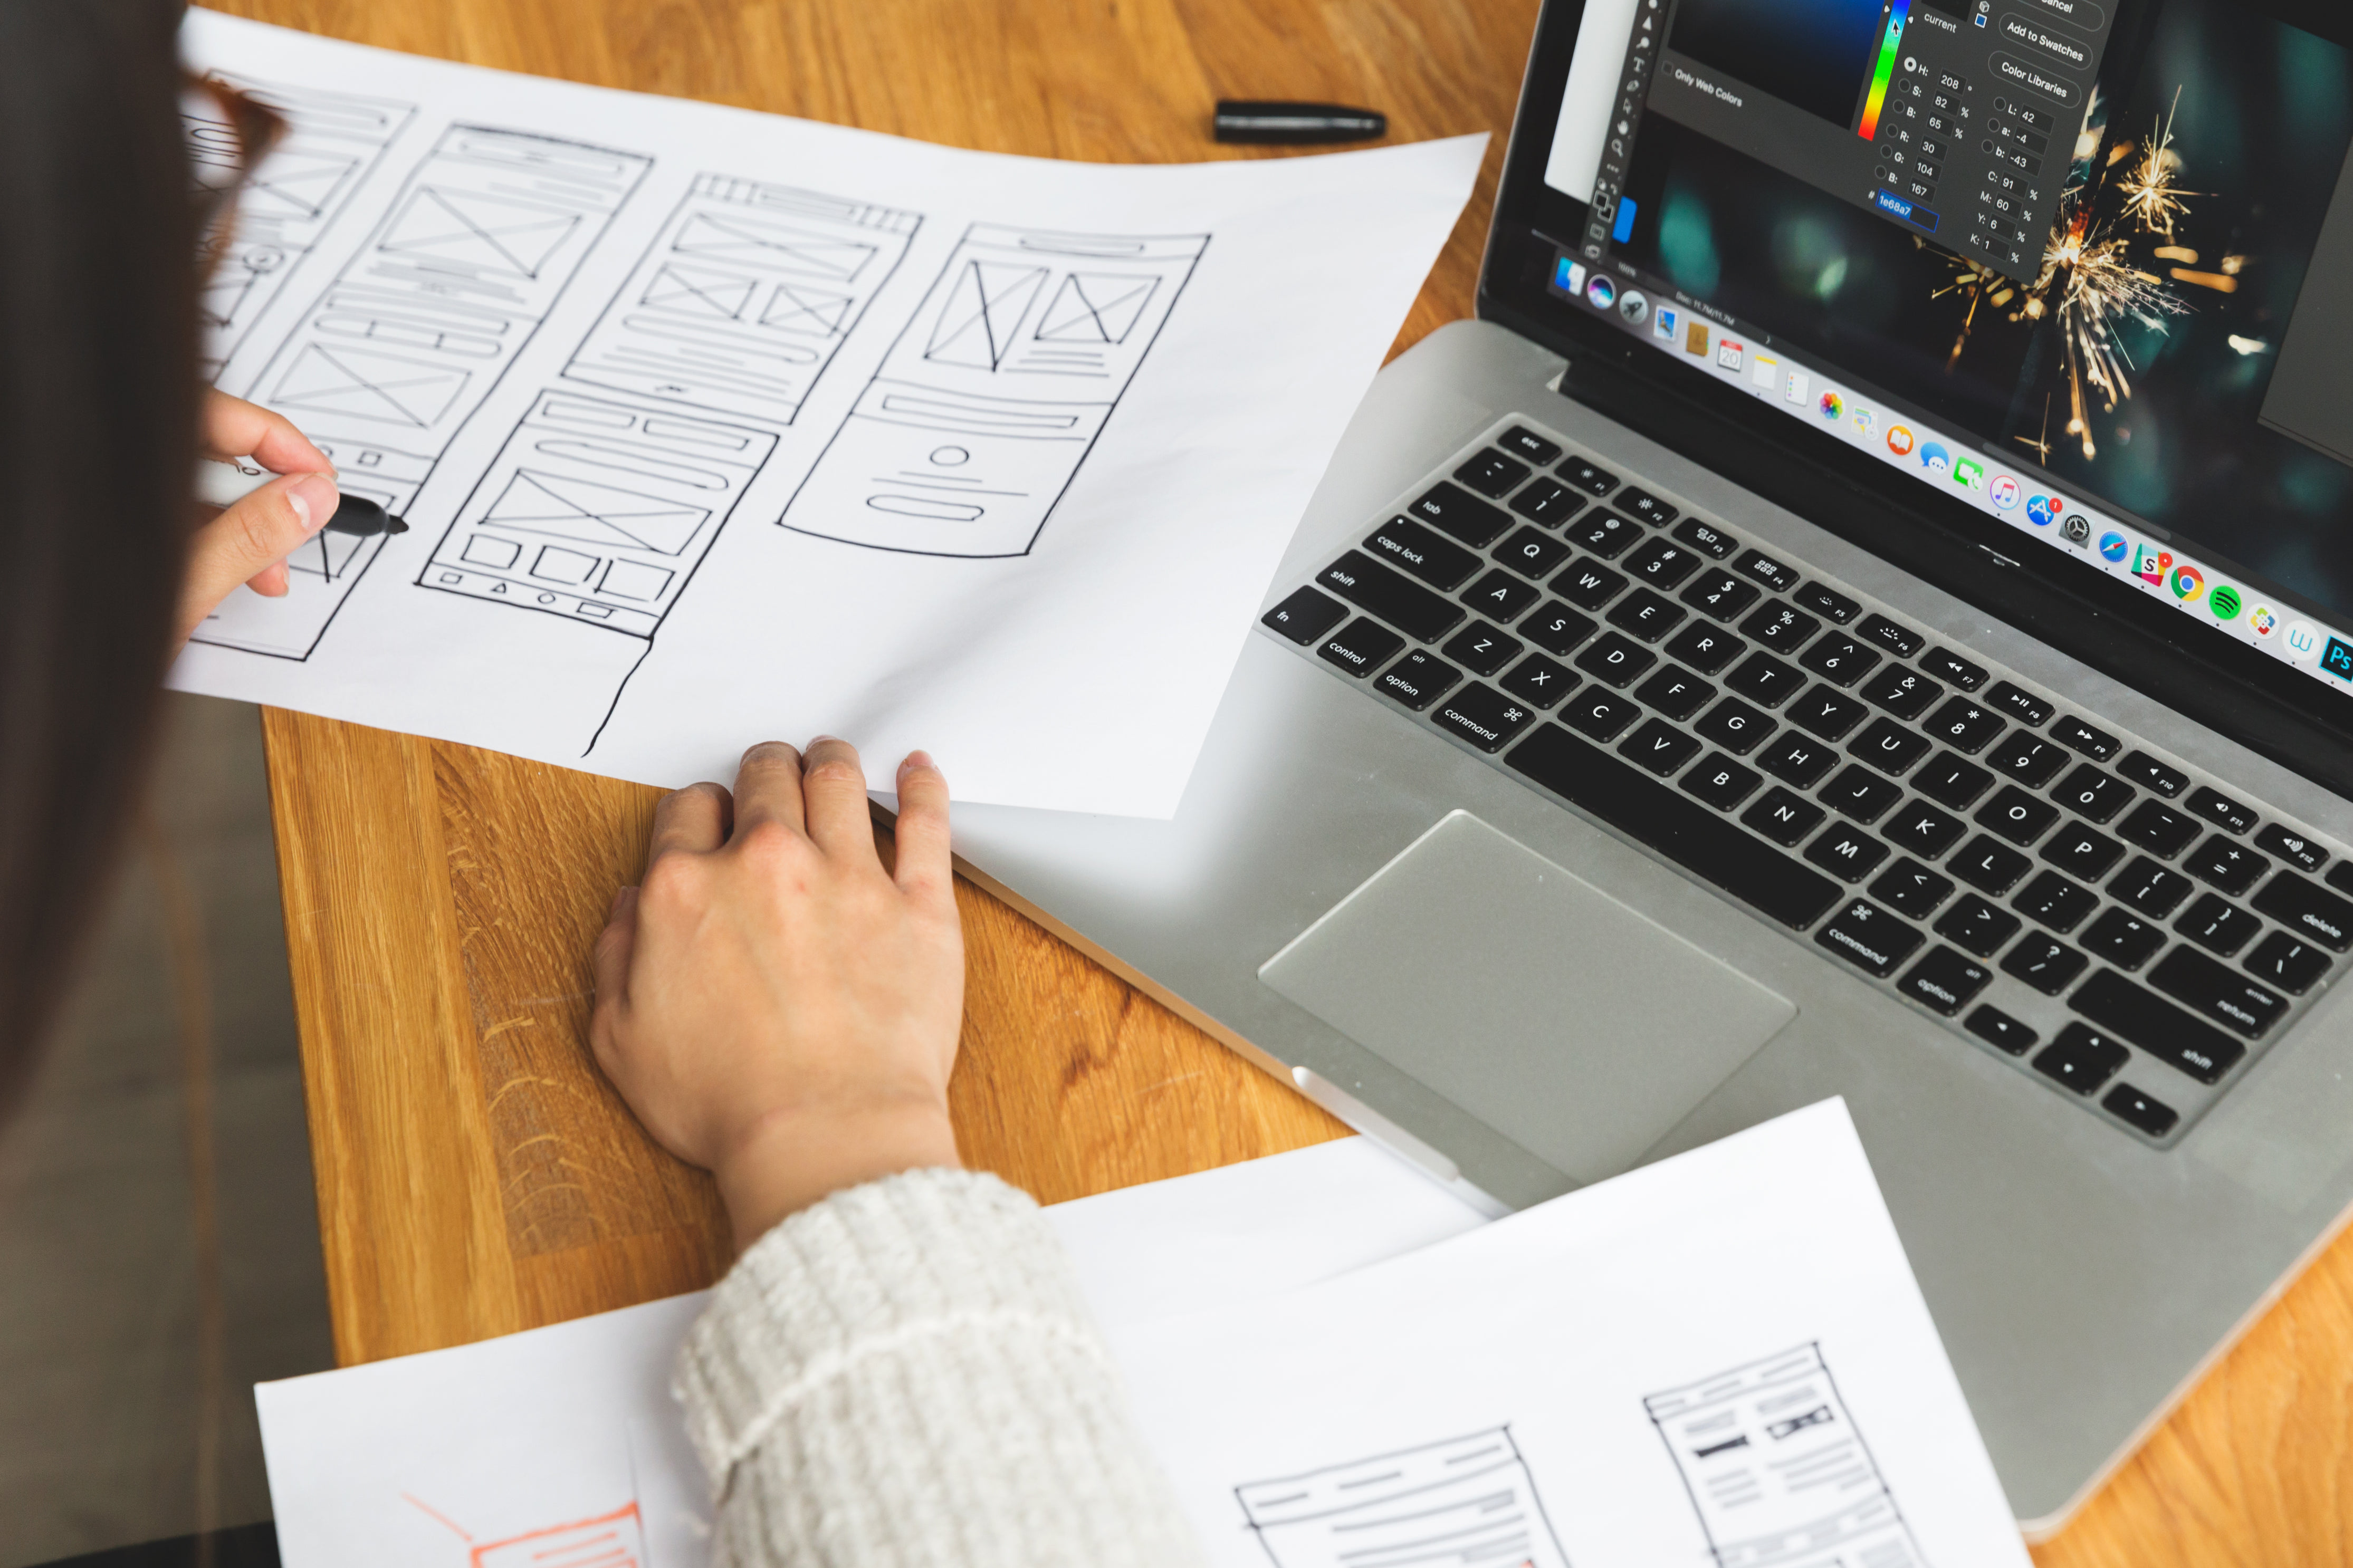 Cancel
current
Add to Swatches
Color Libraries
Only Web Colors
H: 208 °
S: 82 %
B: 65 %
R: 30
G: 104
B: 167
# 1e68a7
L: 42
a: -4
b: -43
C: 91 %
M: 60 %
Y: 6 %
K: 1 %
100%
Doc: 11.7M/11.7M
20
1
S
W
Ps
esc F1 F2 F3 F4 F5 F6 F7 F8 F9 F10 F11 F12
~ ! 1 @ 2 # 3 $ 4 % 5 ^ 6 & 7 * 8 ( 9 ) 0 – - + = delete
tab Q W E R T Y U I O P { [ } ] | \
caps lock A S D F G H J K L : ; " ' enter return
shift Z X C V B N M < , > . ? / shift
fn control alt option ⌘ command ⌘ command alt option